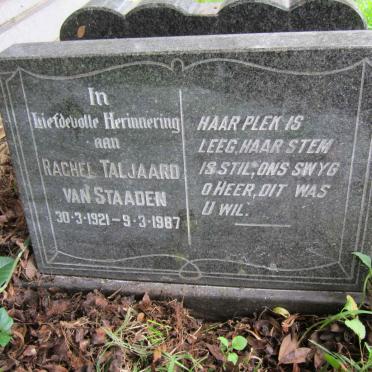 In
Liefdevolle Herinnering
aan
RACHEL TALJAARD
VAN STAADEN
30-3-1921-9-3-1987
HAAR PLEK IS
LEEG, HAAR STEM
IS STIL, ONS SWYG
O HEER, DIT WAS
U WIL.